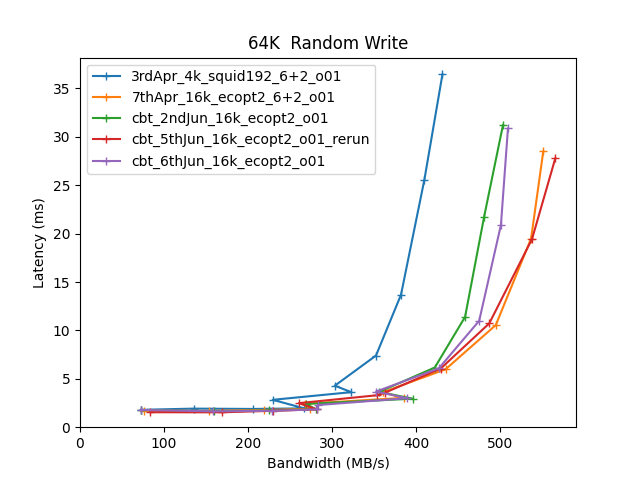 64K  Random Write
3rdApr_4k_squid192_6+2_o01
7thApr_16k_ecopt2_6+2_o01
cbt_2ndJun_16k_ecopt2_o01
cbt_5thJun_16k_ecopt2_o01_rerun
cbt_6thJun_16k_ecopt2_o01
Latency (ms)
35
30
25
20
15
10
5
0
0 100 200 300 400 500
Bandwidth (MB/s)